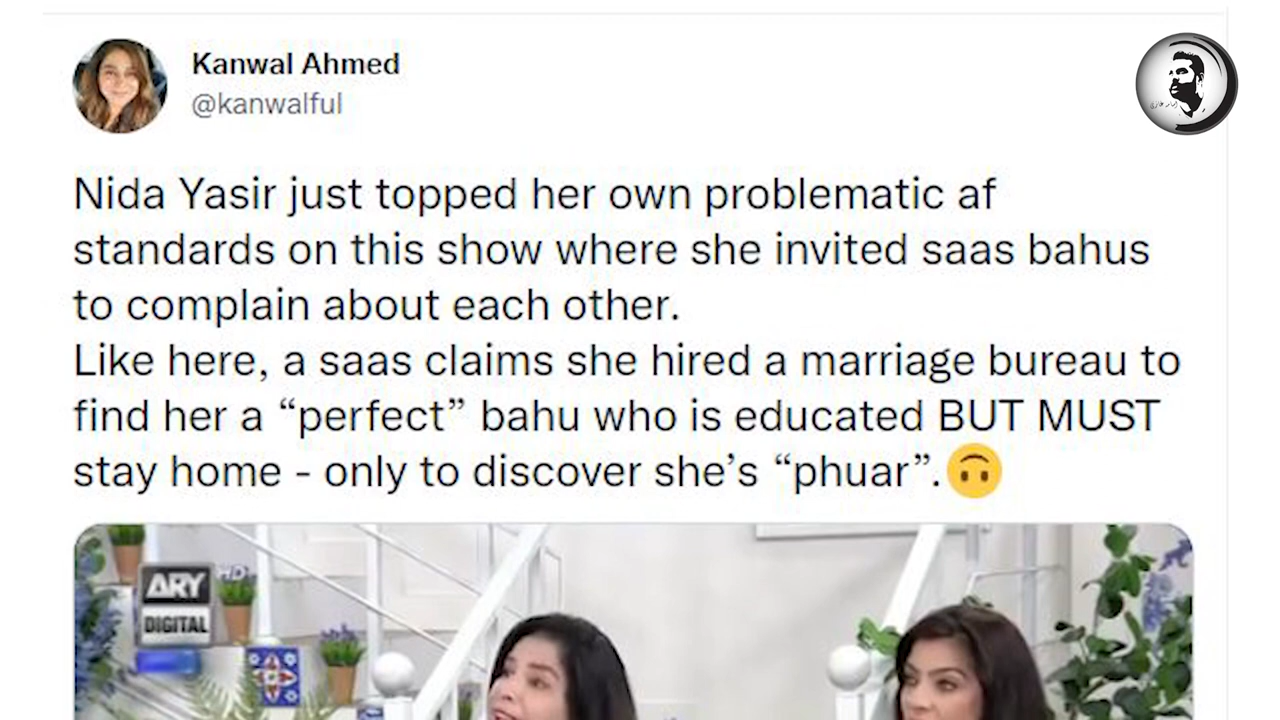 Kanwal Ahmed
@kanwalful
Nida Yasir just topped her own problematic af
standards on this show where she invited saas bahus
to complain about each other.
Like here, a saas claims she hired a marriage bureau to
find her a “perfect” bahu who is educated BUT MUST
stay home - only to discover she’s “phuar”.🙃
ARY HD
DIGITAL